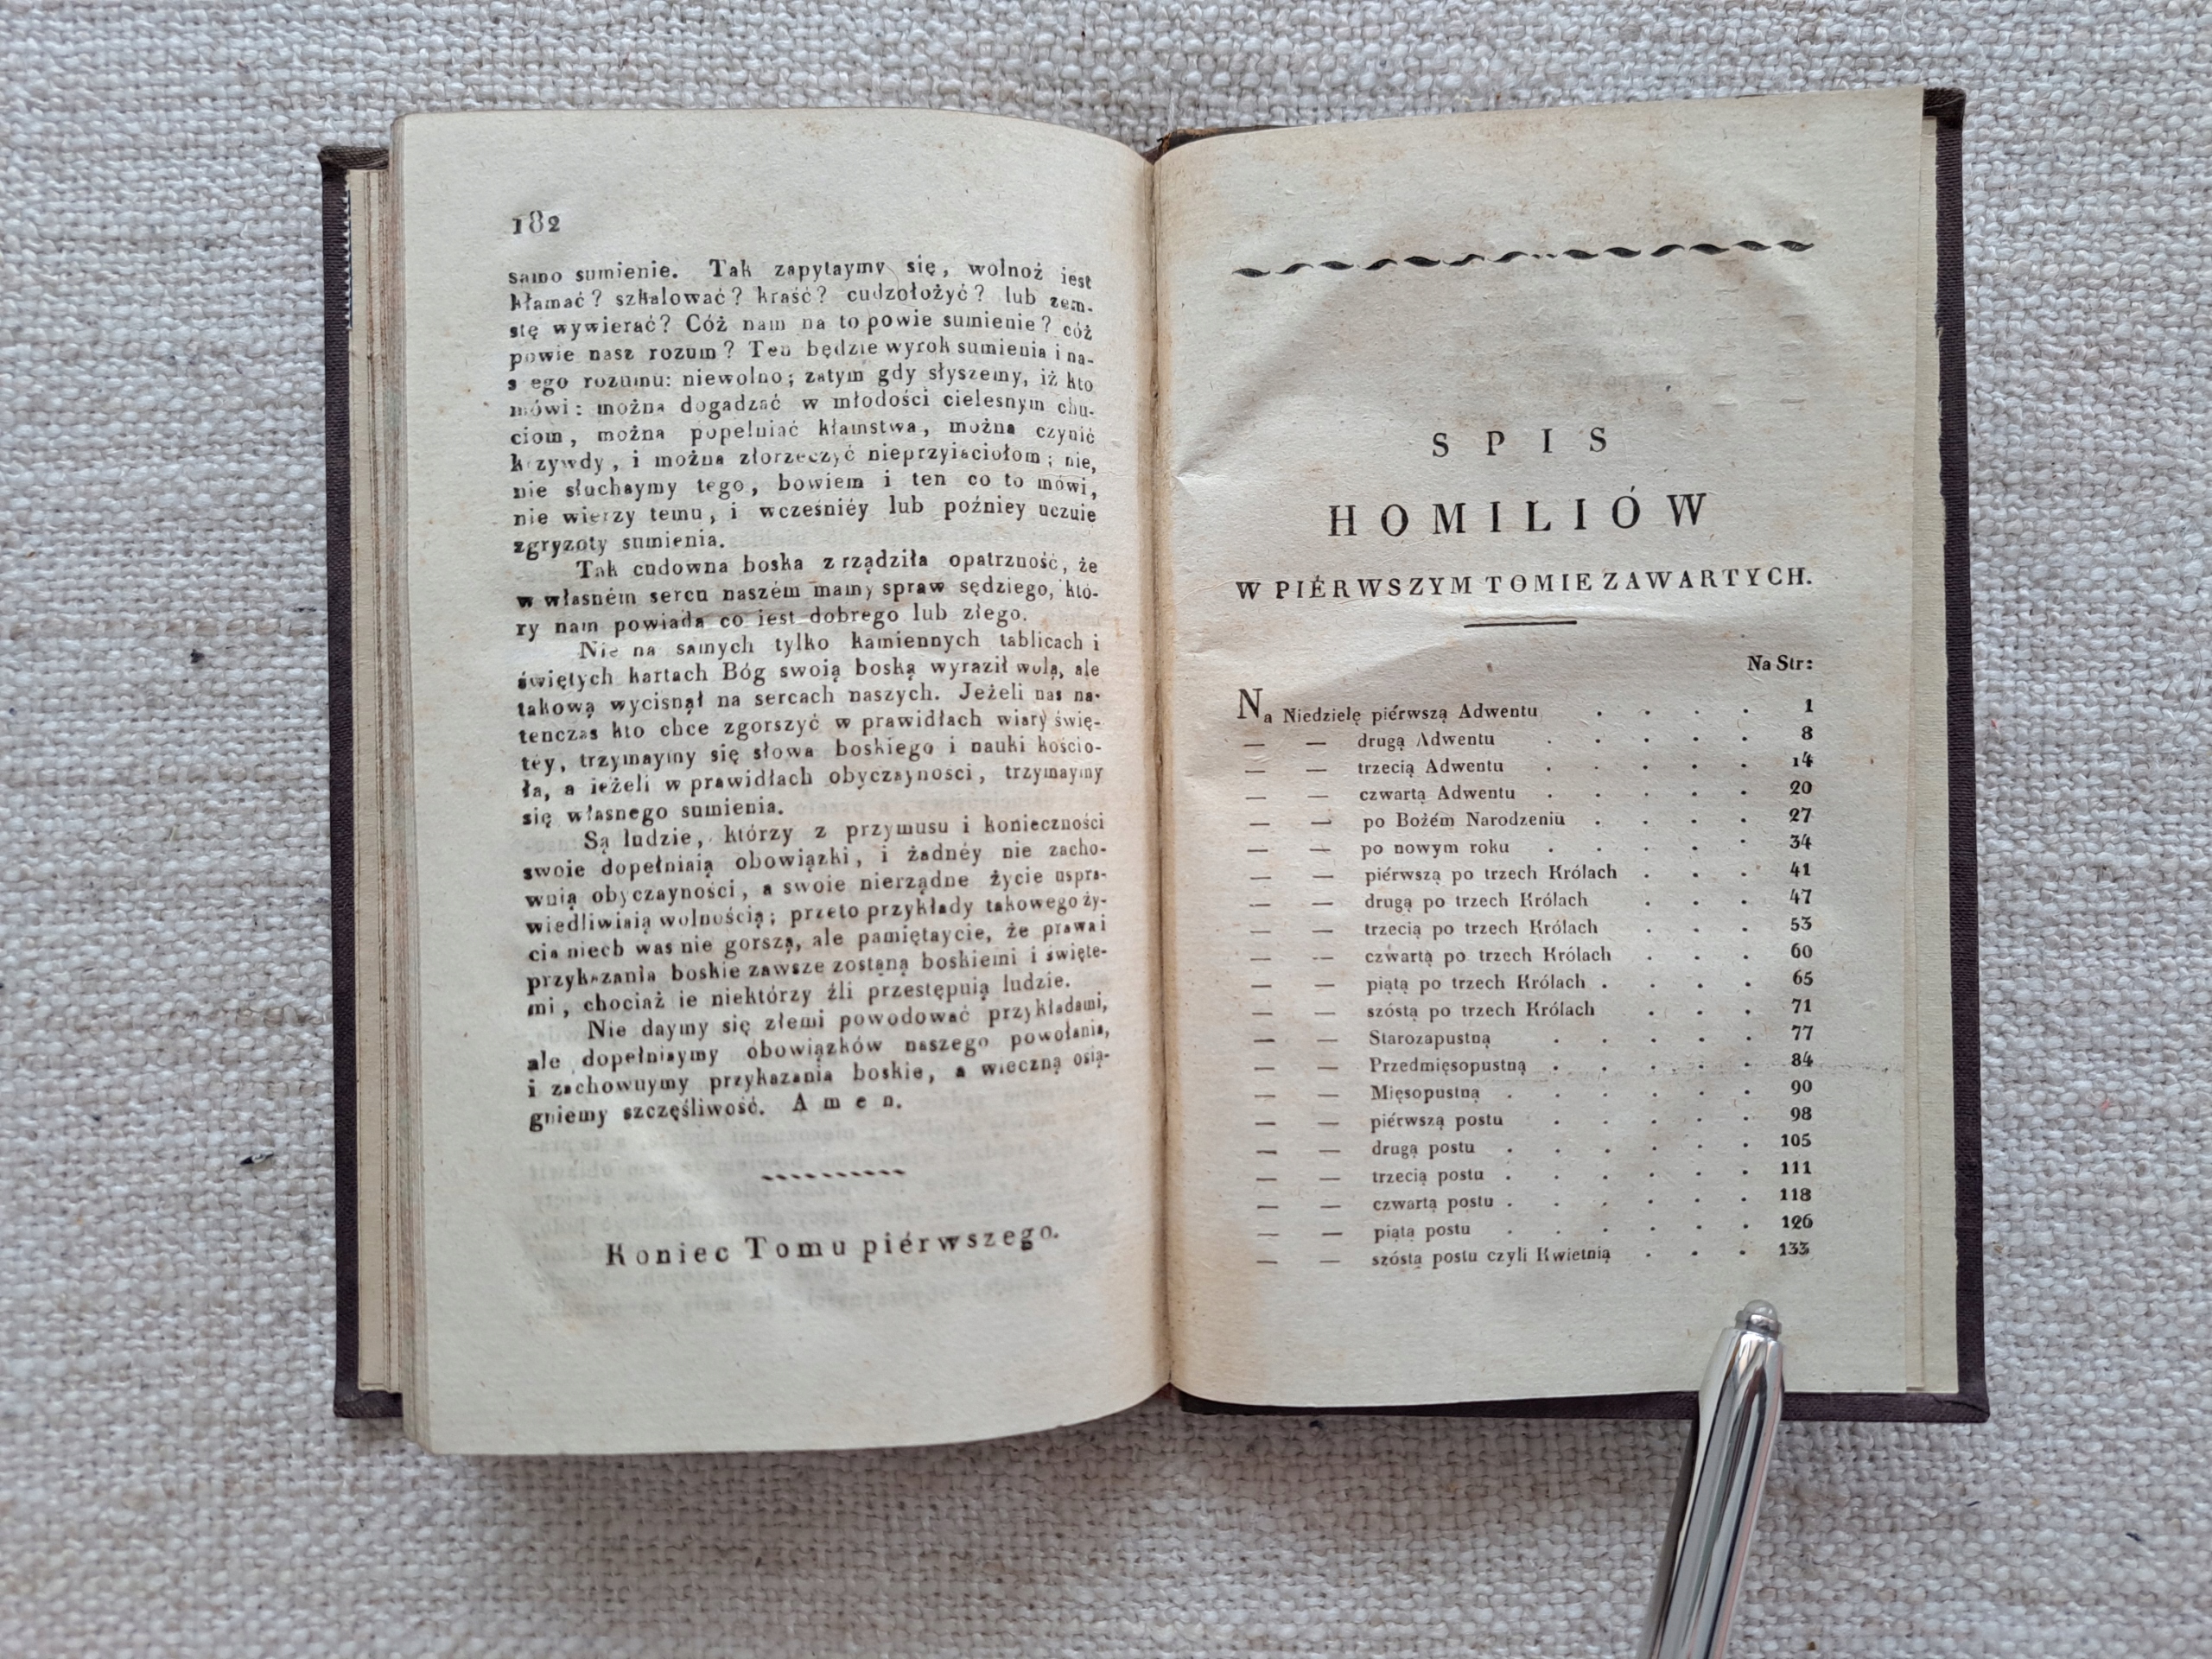 182
samo sumienie. Tak zapytaymy się, wolnoż iest
kłamać? szkalować? kraść? cudzołożyć? lub zem-
stę wywierać? Cóż nam na to powie sumienie? cóż
powie nasz rozum? Ten będzie wyrok sumienia i na-
s ego rozumu: niewolno; zatym gdy słyszemy, iż kto
mówi: można dogadzać w młodości cielesnym chu-
ciom, można popełniać kłamstwa, można czynić
krzywdy, i można złorzeczyć nieprzyiaciołom; nie,
nie słuchaymy tego, bowiem i ten co to mówi,
nie wierzy temu, i wcześniéy lub poźniey uczuie
zgryzoty sumienia.
Tak cudowna boska zrządziła opatrzność, że
w własném sercu naszém mamy spraw sędziego, któ-
ry nam powiada co iest dobrego lub złego.
Nie na samych tylko kamiennych tablicach i
świętych kartach Bóg swoią boską wyraził wolą, ale
takową wycisnął na sercach naszych. Jeżeli nas na-
tenczas kto chce zgorszyć w prawidłach wiary świę-
téy, trzymaymy się słowa boskiego i nauki kościo-
ła, a ieżeli w prawidłach obyczayności, trzymaymy
się własnego sumienia.
Są ludzie, którzy z przymusu i konieczności
swoie dopełniaią obowiązki, i żadnéy nie zacho-
wuią obyczayności, a swoie nierządne życie uspra-
wiedliwiaią wolnością; przeto przykłady takowego ży-
cia niech was nie gorszą, ale pamiętaycie, że prawa i
przykazania boskie zawsze zostaną boskiemi i święte-
mi, chociaż ie niektórzy źli przestępuią ludzie.
Nie daymy się złemi powodować przykładami,
ale dopełniaymy obowiązków naszego powołania,
i zachowuymy przykazania boskie, a wieczną osią-
gniemy szczęśliwość. Amen.
Koniec Tomu piérwszego.
SPIS
HOMILIÓW
W PIÉRWSZYM TOMIE ZAWARTYCH.
Na Str:
Na Niedzielę piérwszą Adwentu . . . . 1
— — drugą Adwentu . . . . . 8
— — trzecią Adwentu . . . . . 14
— — czwartą Adwentu . . . . . 20
— — po Bożém Narodzeniu . . . . 27
— — po nowym roku . . . . . 34
— — piérwszą po trzech Królach . . . 41
— — drugą po trzech Królach . . . 47
— — trzecią po trzech Królach . . . 53
— — czwartą po trzech Królach . . . 60
— — piątą po trzech Królach . . . . 65
— — szóstą po trzech Królach . . . 71
— — Starozapustną . . . . . 77
— — Przedmięsopustną . . . . . 84
— — Mięsopustną . . . . . . 90
— — piérwszą postu . . . . . 98
— — drugą postu . . . . . . 105
— — trzecią postu . . . . . . 111
— — czwartą postu . . . . . . 118
— — piątą postu . . . . . . 126
— — szóstą postu czyli Kwietnią . . . 133